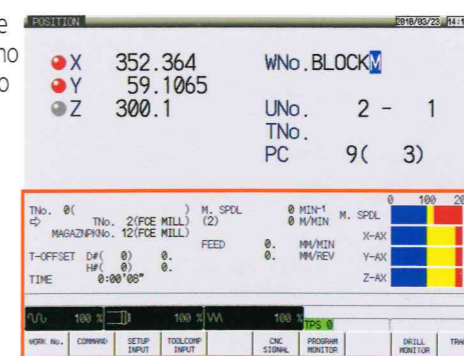 POSITION 2018/03/23
X 352.364 WNo.BLOCKM
Y 59.1065
Z 300.1 UNo. 2 - 1
TNo.
PC 9( 3)
0 100
TNo. 0( ) M. SPDL 0 MIN-1 M. SPDL
⇨ TNo. 2(FCE MILL) (2) 0 M/MIN
X-AX
MAGAZNPKNo. 12(FCE MILL)
FEED 0. MM/MIN
T-OFFSET D#( 0) 0. 0. MM/REV Y-AX
H#( 0) 0.
TIME 0:00'08" Z-AX
100 % 100 % 100 % TPS 0
WORK No. COMMAND SETUP INPUT TOOLCOMP INPUT CNC SIGNAL PROGRAM MONITOR DRILL MONITOR